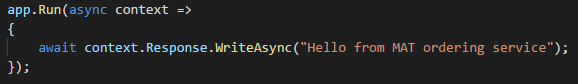 app.Run(async context =>
{
    await context.Response.WriteAsync("Hello from MAT ordering service");
});